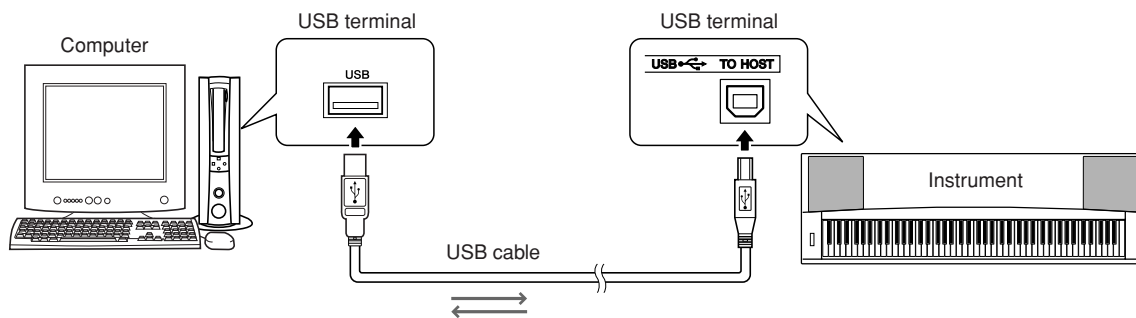 USB terminal
USB terminal
Computer
USB
USB TO HOST
Instrument
USB cable